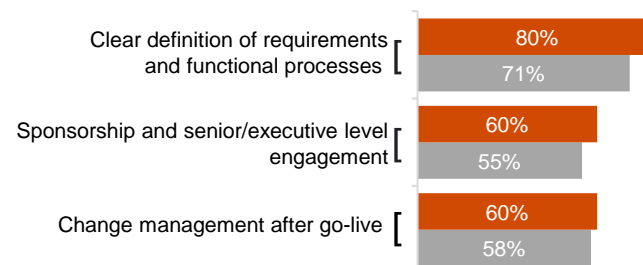 Clear definition of requirements
and functional processes
80%
71%
Sponsorship and senior/executive level
engagement
60%
55%
Change management after go-live
60%
58%